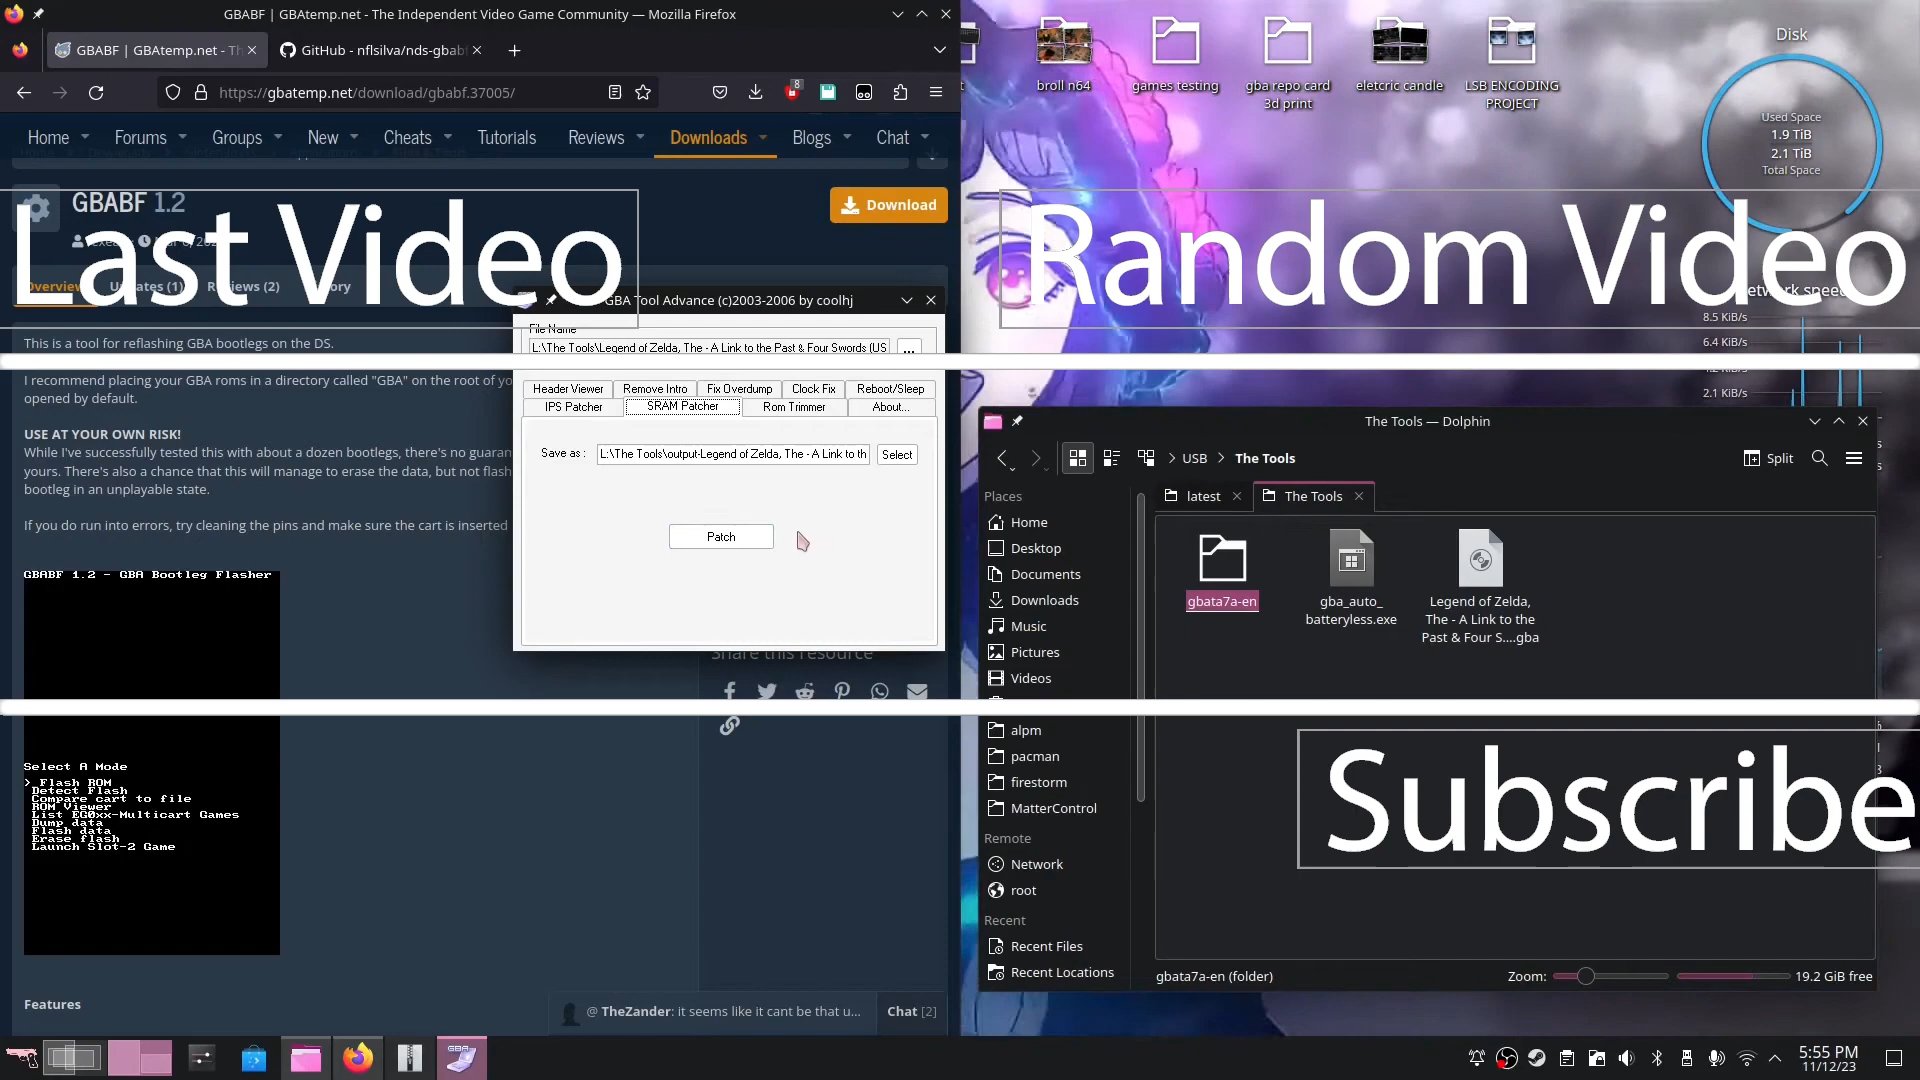 GBABF | GBAtemp.net - The Independent Video Game Community — Mozilla Firefox
GBABF | GBAtemp.net - Th
GitHub - nflsilva/nds-gbabf
https://gbatemp.net/download/gbabf.37005/
8
Home
Forums
Groups
New
Cheats
Tutorials
Reviews
Downloads
Blogs
Chat
GBABF 1.2
Download
Last Video
Overview
Updates (1)
Reviews (2)
This is a tool for reflashing GBA bootlegs on the DS.
I recommend placing your GBA roms in a directory called "GBA" on the root of yo
opened by default.
USE AT YOUR OWN RISK!
While I've successfully tested this with about a dozen bootlegs, there's no guaran
yours. There's also a chance that this will manage to erase the data, but not flash
bootleg in an unplayable state.
If you do run into errors, try cleaning the pins and make sure the cart is inserted
GBABF 1.2 - GBA Bootleg Flasher
Select A Mode
> Flash ROM
Detect Flash
Compare cart to file
ROM Viewer
List EG0xx-Multicart Games
Dump data
Flash data
Erase flash
Launch Slot-2 Game
Features
Share this resource
@ TheZander: it seems like it cant be that u...
Chat [2]
GBA Tool Advance (c)2003-2006 by coolhj
File Name
L:\The Tools\Legend of Zelda, The - A Link to the Past & Four Swords (US
...
Header Viewer
Remove Intro
Fix Overdump
Clock Fix
Reboot/Sleep
IPS Patcher
SRAM Patcher
Rom Trimmer
About...
Save as :
L:\The Tools\output-Legend of Zelda, The - A Link to th
Select
Patch
broll n64
games testing
gba repo card
3d print
eletcric candle
LSB ENCODING
PROJECT
Disk
Used Space
1.9 TiB
2.1 TiB
Total Space
Random Video
8.5 KiB/s
6.4 KiB/s
2.1 KiB/s
The Tools — Dolphin
USB
The Tools
Split
Places
latest
The Tools
Home
Desktop
Documents
Downloads
Music
Pictures
Videos
alpm
pacman
firestorm
MatterControl
Remote
Network
root
Recent
Recent Files
Recent Locations
gbata7a-en
gba_auto_
batteryless.exe
Legend of Zelda,
The - A Link to the
Past & Four S....gba
Subscribe
gbata7a-en (folder)
Zoom:
19.2 GiB free
5:55 PM
11/12/23